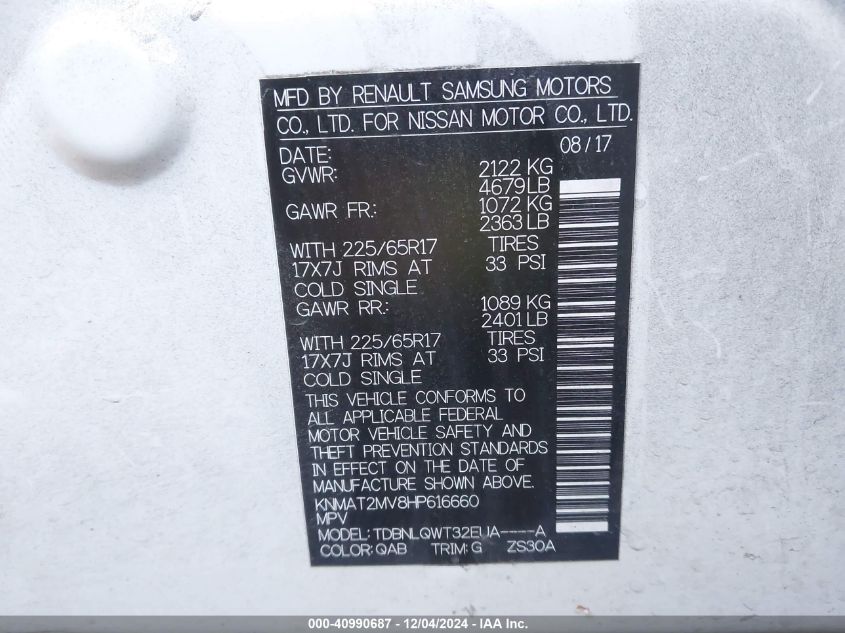 MFD BY RENAULT SAMSUNG MOTORS
CO., LTD. FOR NISSAN MOTOR CO., LTD.
DATE: 08/17
GVWR: 2122 KG
4679LB
GAWR FR.: 1072 KG
2363 LB
WITH 225/65R17 TIRES
17X7J RIMS AT 33 PSI
COLD SINGLE
GAWR RR.: 1089 KG
2401 LB
WITH 225/65R17 TIRES
17X7J RIMS AT 33 PSI
COLD SINGLE
THIS VEHICLE CONFORMS TO
ALL APPLICABLE FEDERAL
MOTOR VEHICLE SAFETY AND
THEFT PREVENTION STANDARDS
IN EFFECT ON THE DATE OF
MANUFACTURE SHOWN ABOVE.
KNMAT2MV8HP616660
MPV
MODEL: TDBNLQWT32EUA----A
COLOR: QAB TRIM: G ZS30A
000-40990687 - 12/04/2024 - IAA Inc.